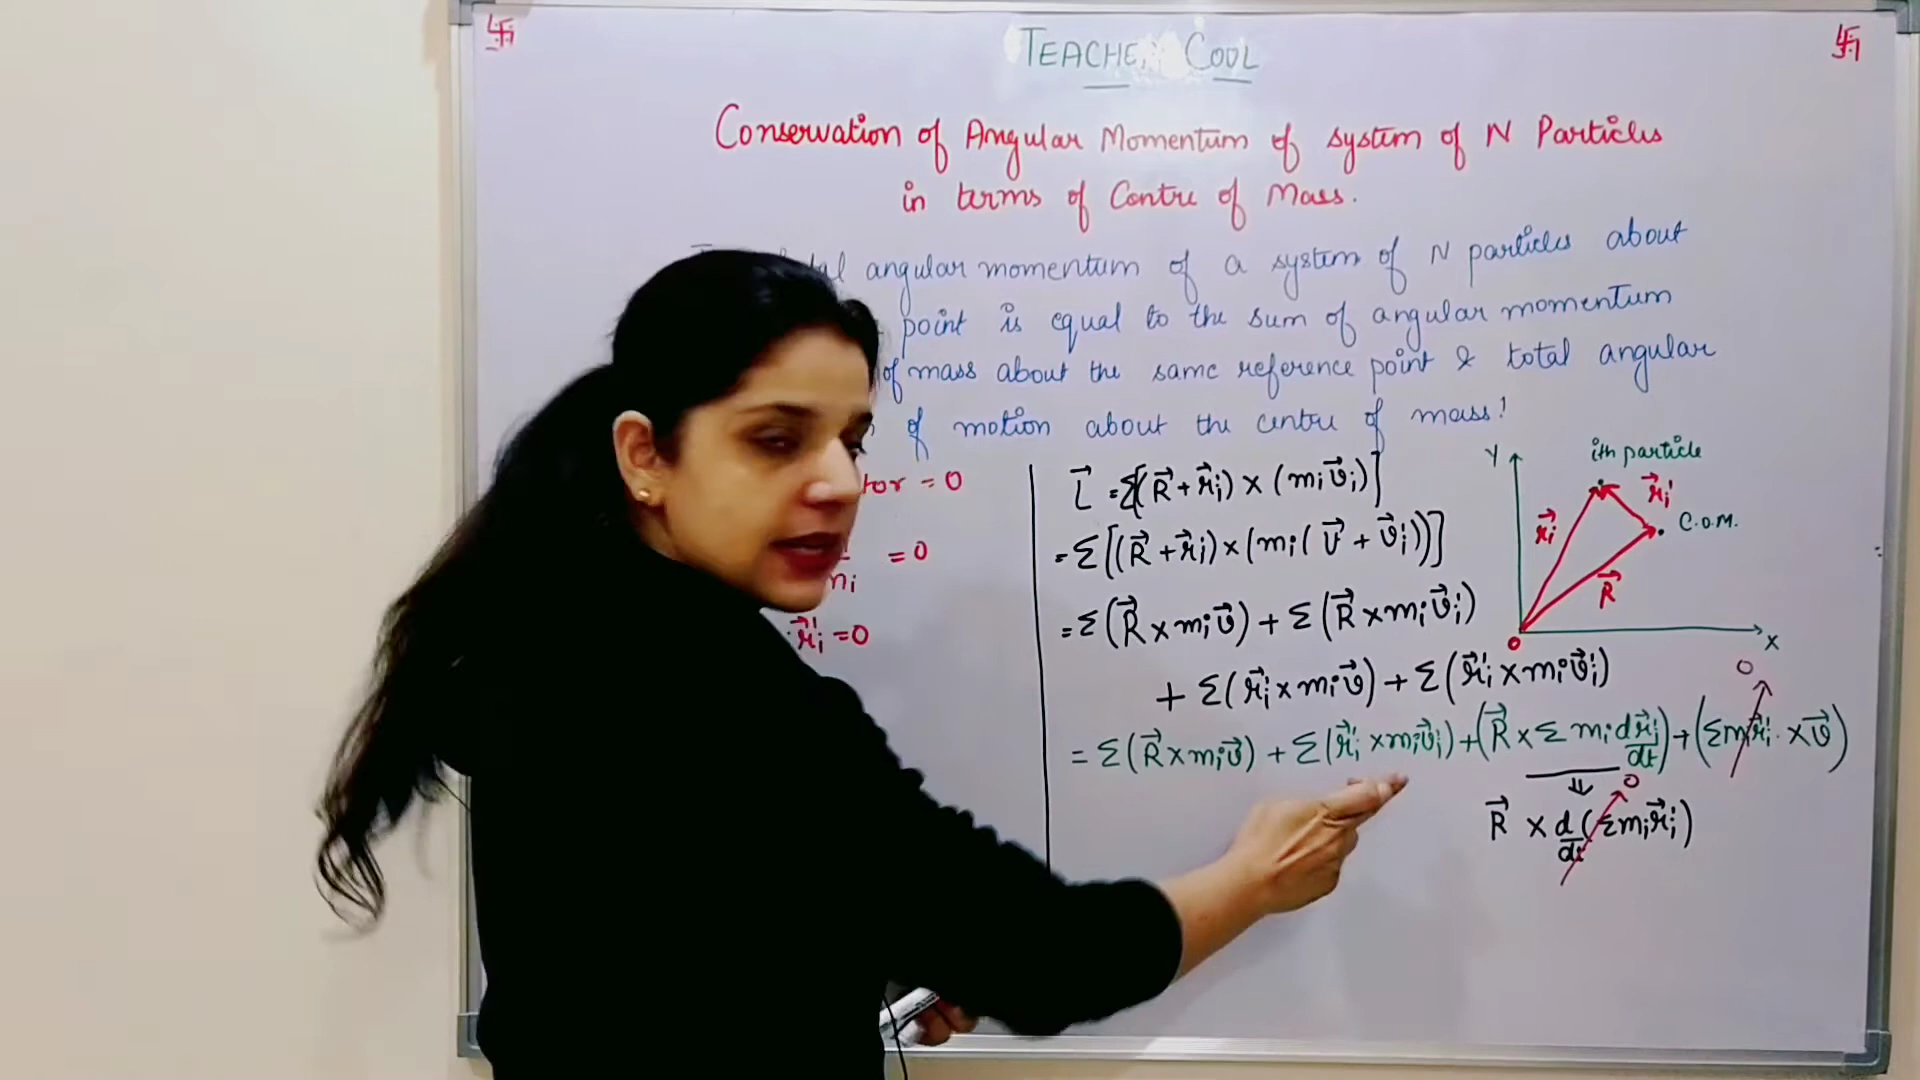 TEACHER COOL
Conservation of Angular Momentum of system of N Particles
in terms of Centre of Mass.
angular momentum of a system of N particles about
point is equal to the sum of angular momentum
of mass about the same reference point & total angular
of motion about the centre of mass!
tor = 0
= 0
mi
r⃗i' = 0
L⃗ = Σ[(R⃗ + r⃗i') × (mi v⃗i)]
= Σ[(R⃗ + r⃗i') × (mi (v⃗ + v⃗i'))]
= Σ(R⃗ × mi v⃗) + Σ(R⃗ × mi v⃗i')
+ Σ(r⃗i' × mi v⃗) + Σ(r⃗i' × mi v⃗i')
= Σ(R⃗ × mi v⃗) + Σ(r⃗i' × mi v⃗i') + (R⃗ × Σ mi dr⃗i'/dt) + (Σ mi r⃗i' × v⃗)
0
⇓ 0
R⃗ × d/dt (Σ mi r⃗i')
Y
ith particle
r⃗i
r⃗i'
C.O.M.
R⃗
O
X